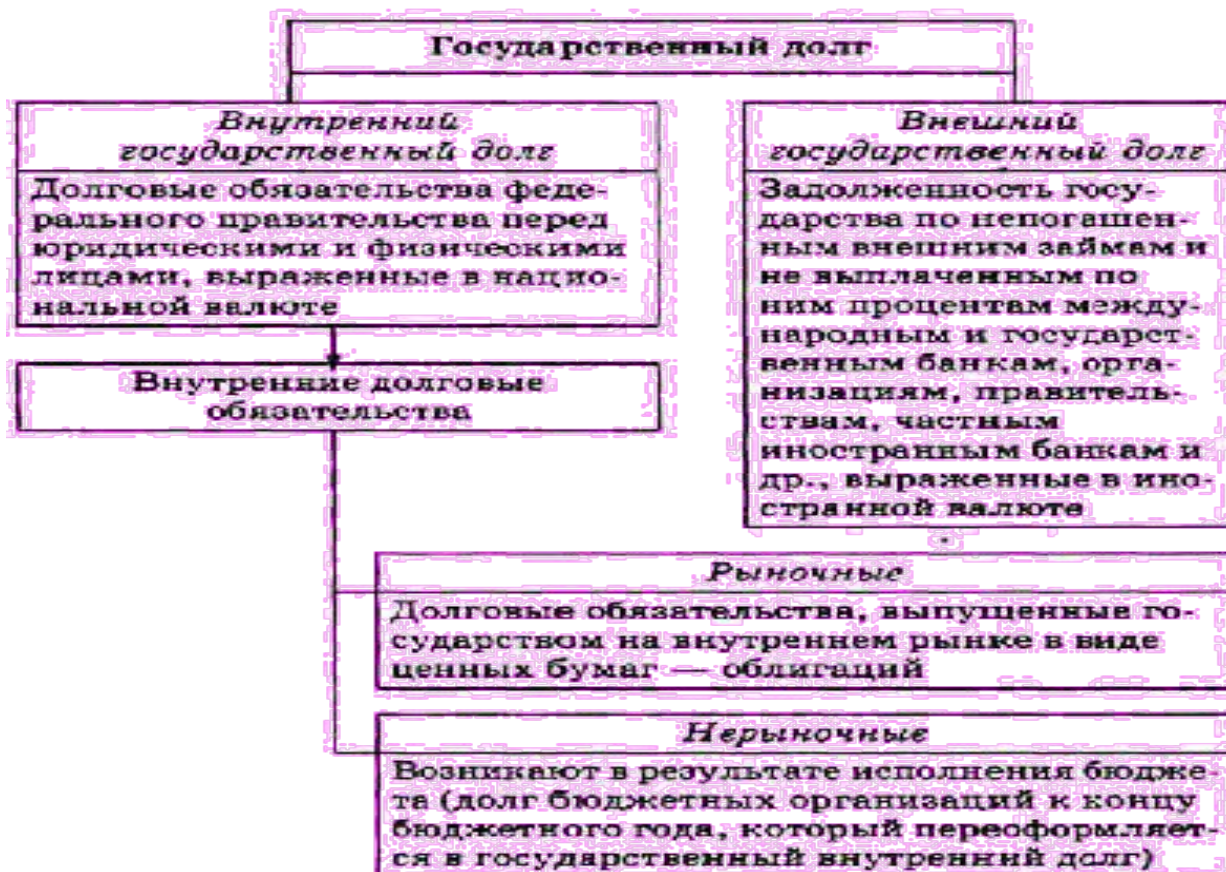 Государственный долг
Внутренний
государственный долг
Долговые обязательства феде-
рального правительства перед
юридическими и физическими
лицами, выраженные в нацио-
нальной валюте
Внутренние долговые
обязательства
Внешний
государственный долг
Задолженность госу-
дарства по непогашен-
ным внешним займам и
не выплаченным по
ним процентам между-
народным и государст-
венным банкам, орга-
низациям, правитель-
ствам, частным
иностранным банкам и
др., выраженные в ино-
странной валюте
Рыночные
Долговые обязательства, выпущенные го-
сударством на внутреннем рынке в виде
ценных бумаг — облигаций
Нерыночные
Возникают в результате исполнения бюдже-
та (долг бюджетных организаций к концу
бюджетного года, который переоформляет-
ся в государственный внутренний долг)